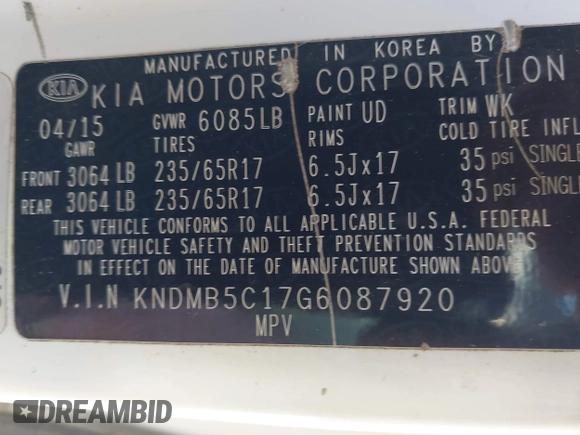 MANUFACTURED IN KOREA BY
KIA KIA MOTORS CORPORATION
04/15 GVWR 6085LB PAINT UD TRIM WK
GAWR TIRES RIMS COLD TIRE INFL
FRONT 3064 LB 235/65R17 6.5Jx17 35 psi SINGLE
REAR 3064 LB 235/65R17 6.5Jx17 35 psi SINGLE
THIS VEHICLE CONFORMS TO ALL APPLICABLE U.S.A. FEDERAL
MOTOR VEHICLE SAFETY AND THEFT PREVENTION STANDARDS
IN EFFECT ON THE DATE OF MANUFACTURE SHOWN ABOVE
V.I.N KNDMB5C17G6087920
MPV
DREAMBID